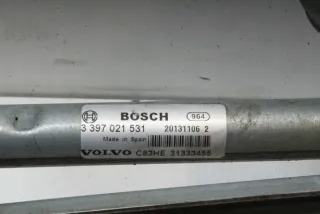 BOSCH 964
3 397 021 531 20131106 2
Made in Spain
VOLVO C83HE 31333455